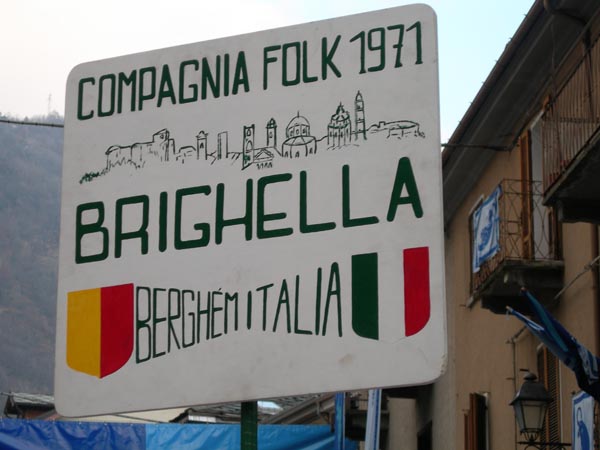 COMPAGNIA FOLK 1971
BRIGHELLA
BERGHÉM ITALIA